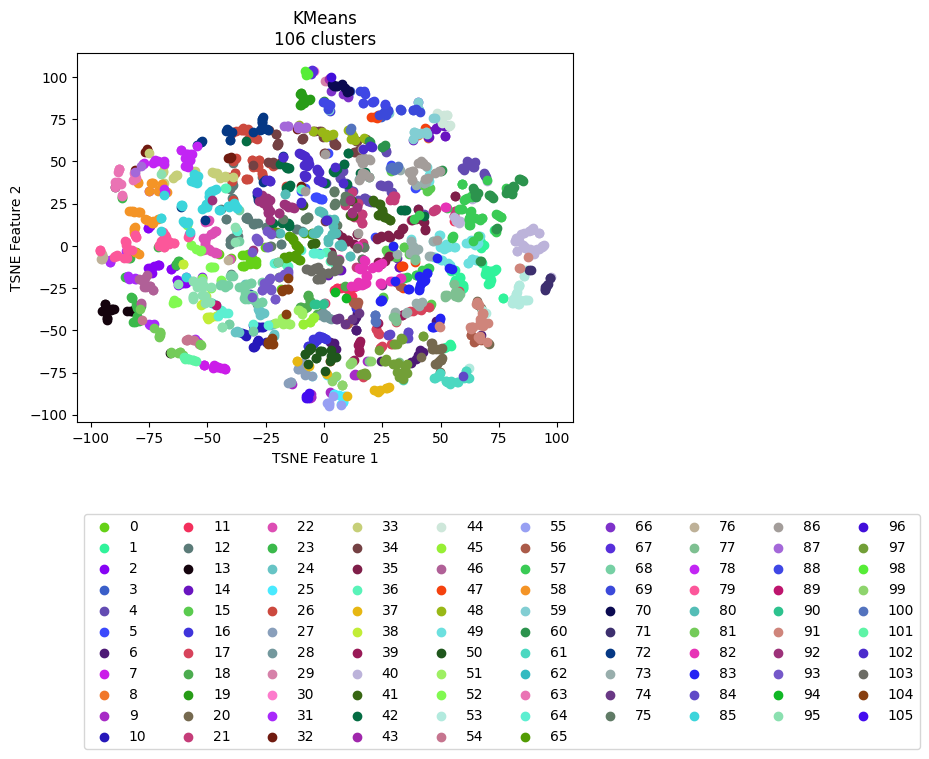 KMeans
106 clusters
TSNE Feature 2
100
75
50
25
0
−25
−50
−75
−100
−100 −75 −50 −25 0 25 50 75 100
TSNE Feature 1
0 11 22 33 44 55 66 76 86 96
1 12 23 34 45 56 67 77 87 97
2 13 24 35 46 57 68 78 88 98
3 14 25 36 47 58 69 79 89 99
4 15 26 37 48 59 70 80 90 100
5 16 27 38 49 60 71 81 91 101
6 17 28 39 50 61 72 82 92 102
7 18 29 40 51 62 73 83 93 103
8 19 30 41 52 63 74 84 94 104
9 20 31 42 53 64 75 85 95 105
10 21 32 43 54 65